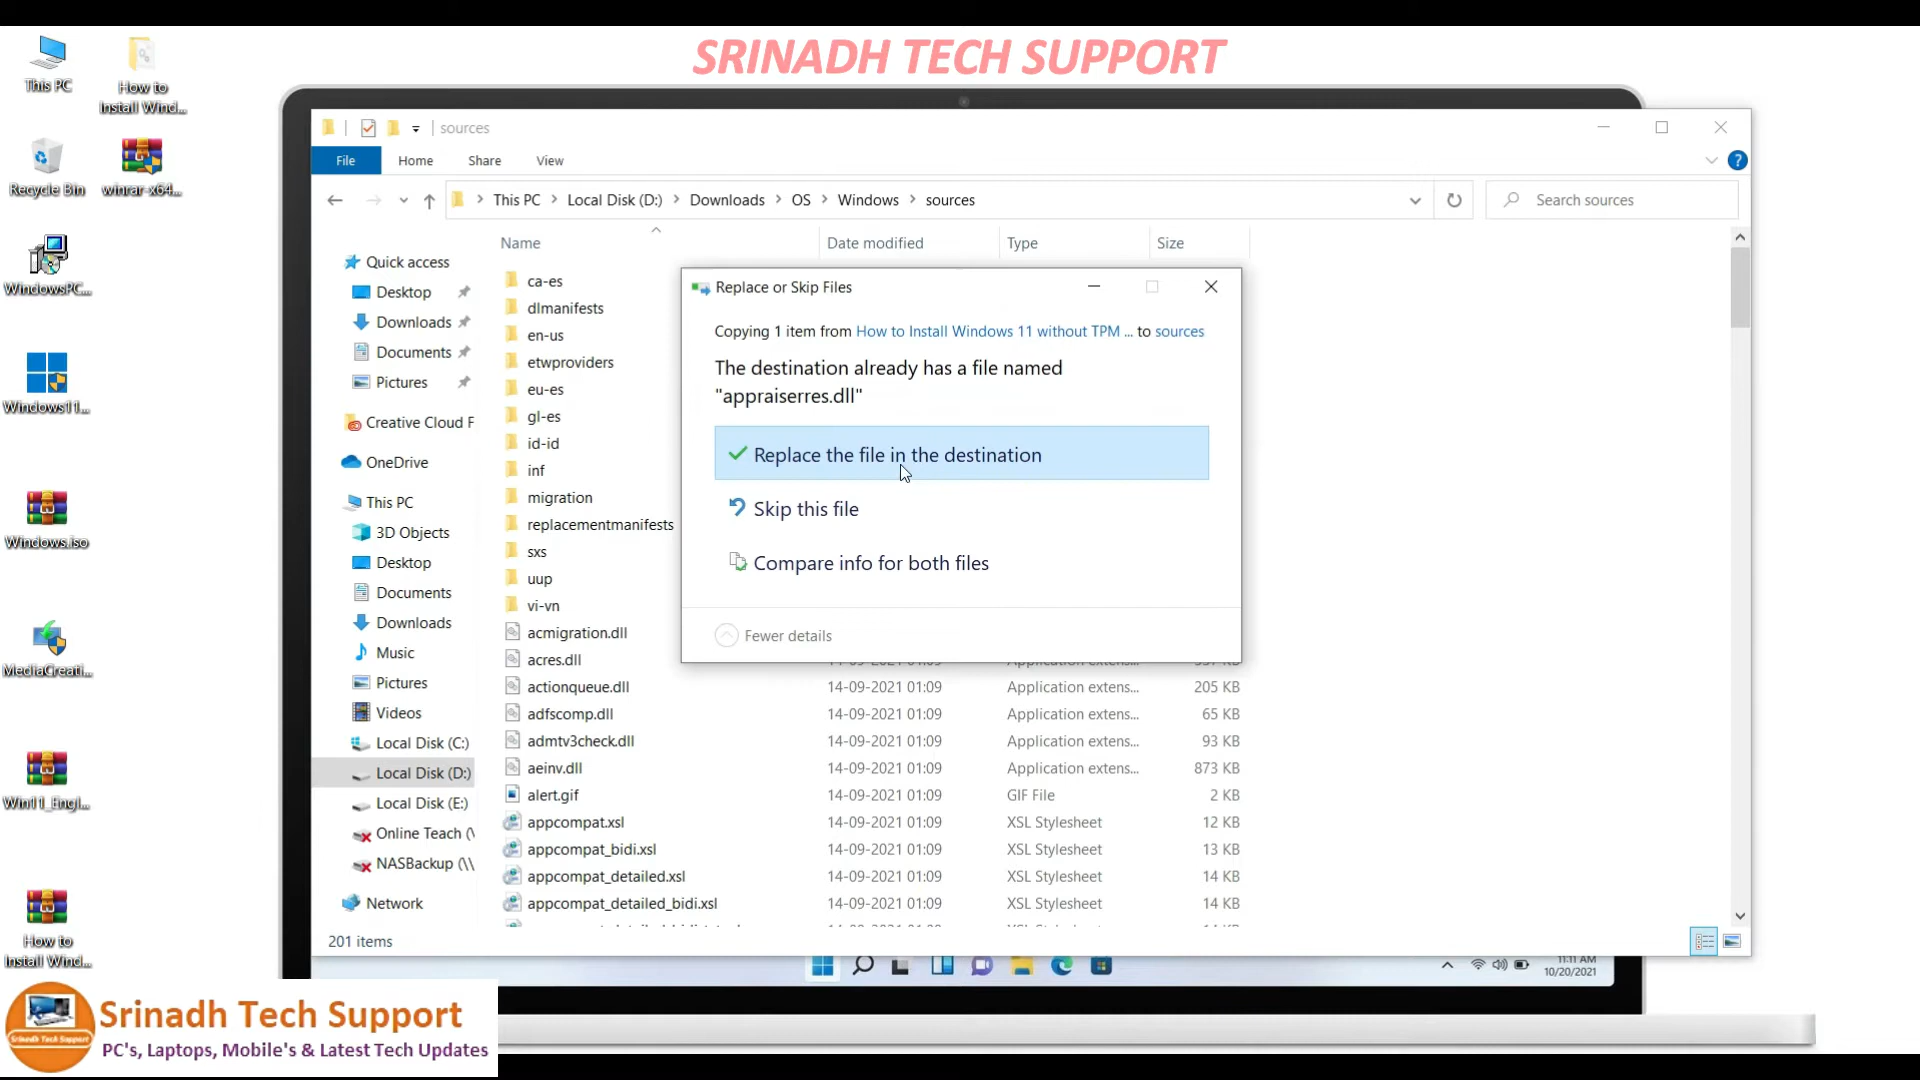 SRINADH TECH SUPPORT
This PC
How to
Install Wind...
Recycle Bin
winrar-x64...
WindowsPC...
Windows11...
Windows.iso
MediaCreati...
Win11_Engl...
How to
Install Wind...
sources
File Home Share View
This PC > Local Disk (D:) > Downloads > OS > Windows > sources
Search sources
Quick access
Desktop
Downloads
Documents
Pictures
Creative Cloud F
OneDrive
This PC
3D Objects
Desktop
Documents
Downloads
Music
Pictures
Videos
Local Disk (C:)
Local Disk (D:)
Local Disk (E:)
Online Teach (\
NASBackup (\\
Network
Name Date modified Type Size
ca-es
dlmanifests
en-us
etwproviders
eu-es
gl-es
id-id
inf
migration
replacementmanifests
sxs
uup
vi-vn
acmigration.dll
acres.dll
actionqueue.dll 14-09-2021 01:09 Application extens... 205 KB
adfscomp.dll 14-09-2021 01:09 Application extens... 65 KB
admtv3check.dll 14-09-2021 01:09 Application extens... 93 KB
aeinv.dll 14-09-2021 01:09 Application extens... 873 KB
alert.gif 14-09-2021 01:09 GIF File 2 KB
appcompat.xsl 14-09-2021 01:09 XSL Stylesheet 12 KB
appcompat_bidi.xsl 14-09-2021 01:09 XSL Stylesheet 13 KB
appcompat_detailed.xsl 14-09-2021 01:09 XSL Stylesheet 14 KB
appcompat_detailed_bidi.xsl 14-09-2021 01:09 XSL Stylesheet 14 KB
201 items
Replace or Skip Files
Copying 1 item from How to Install Windows 11 without TPM ... to sources
The destination already has a file named
"appraiserres.dll"
Replace the file in the destination
Skip this file
Compare info for both files
Fewer details
11:11 AM
10/20/2021
Srinadh Tech Support
PC's, Laptops, Mobile's & Latest Tech Updates